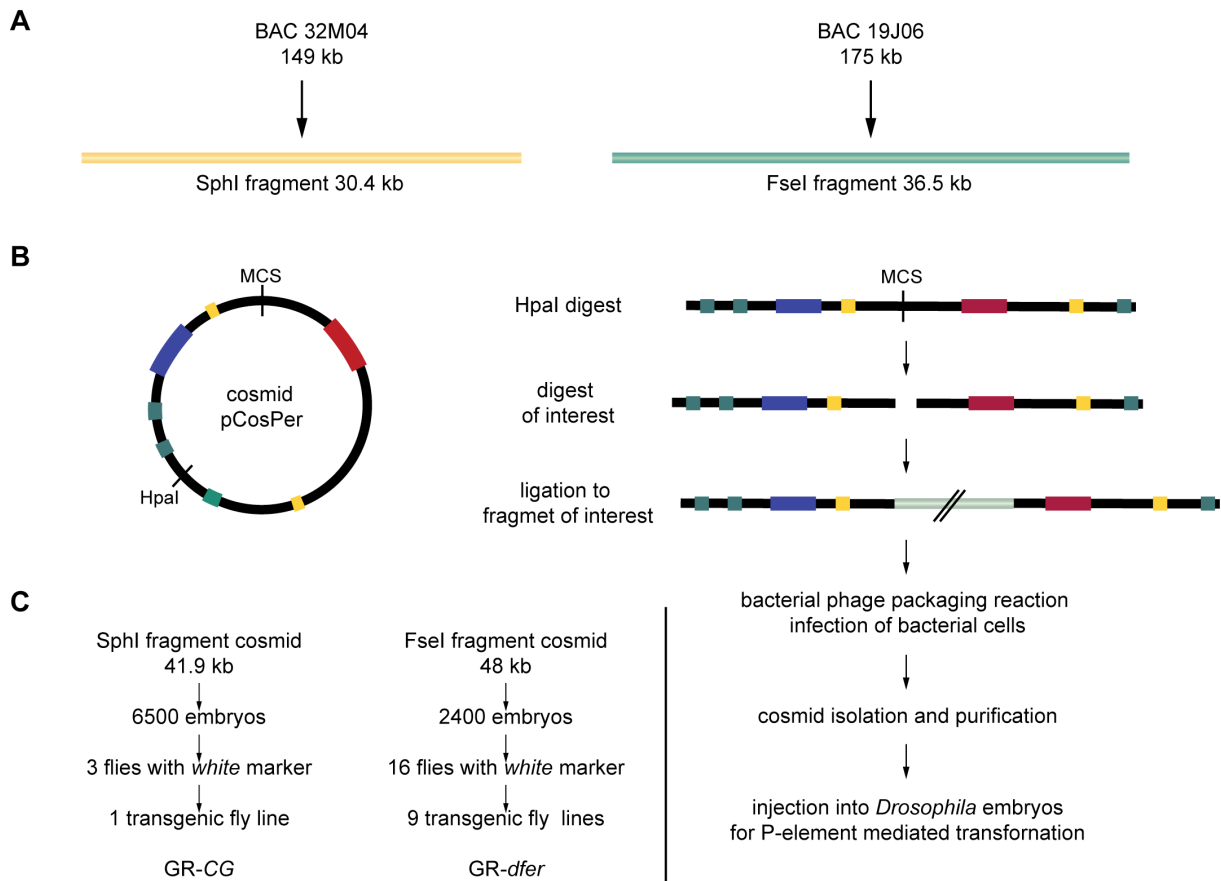 A
BAC 32M04
149 kb
SphI fragment 30.4 kb
BAC 19J06
175 kb
FseI fragment 36.5 kb
B
MCS
cosmid
pCosPer
HpaI
MCS
HpaI digest
digest
of interest
ligation to
fragmet of interest
bacterial phage packaging reaction
infection of bacterial cells
cosmid isolation and purification
injection into Drosophila embryos
for P-element mediated transfornation
C
SphI fragment cosmid
41.9 kb
6500 embryos
3 flies with white marker
1 transgenic fly line
GR-CG
FseI fragment cosmid
48 kb
2400 embryos
16 flies with white marker
9 transgenic fly lines
GR-dfer